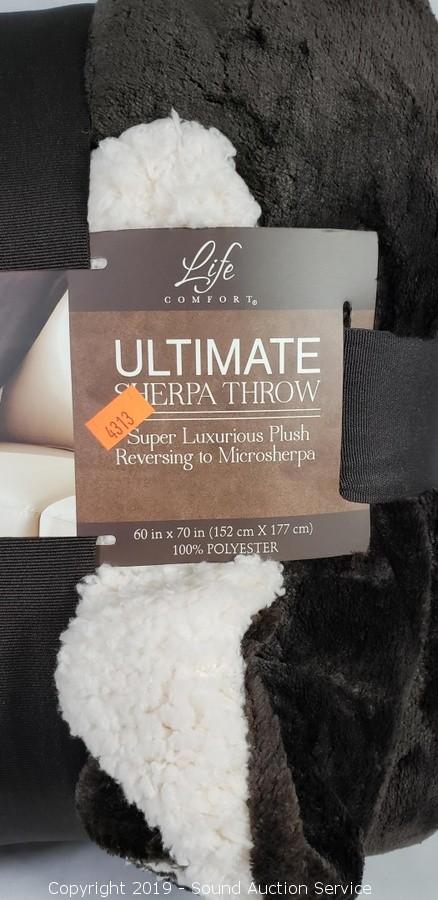 Life
COMFORT®
ULTIMATE
SHERPA THROW
4313
Super Luxurious Plush
Reversing to Microsherpa
60 in x 70 in (152 cm X 177 cm)
100% POLYESTER
Copyright 2019 - Sound Auction Service